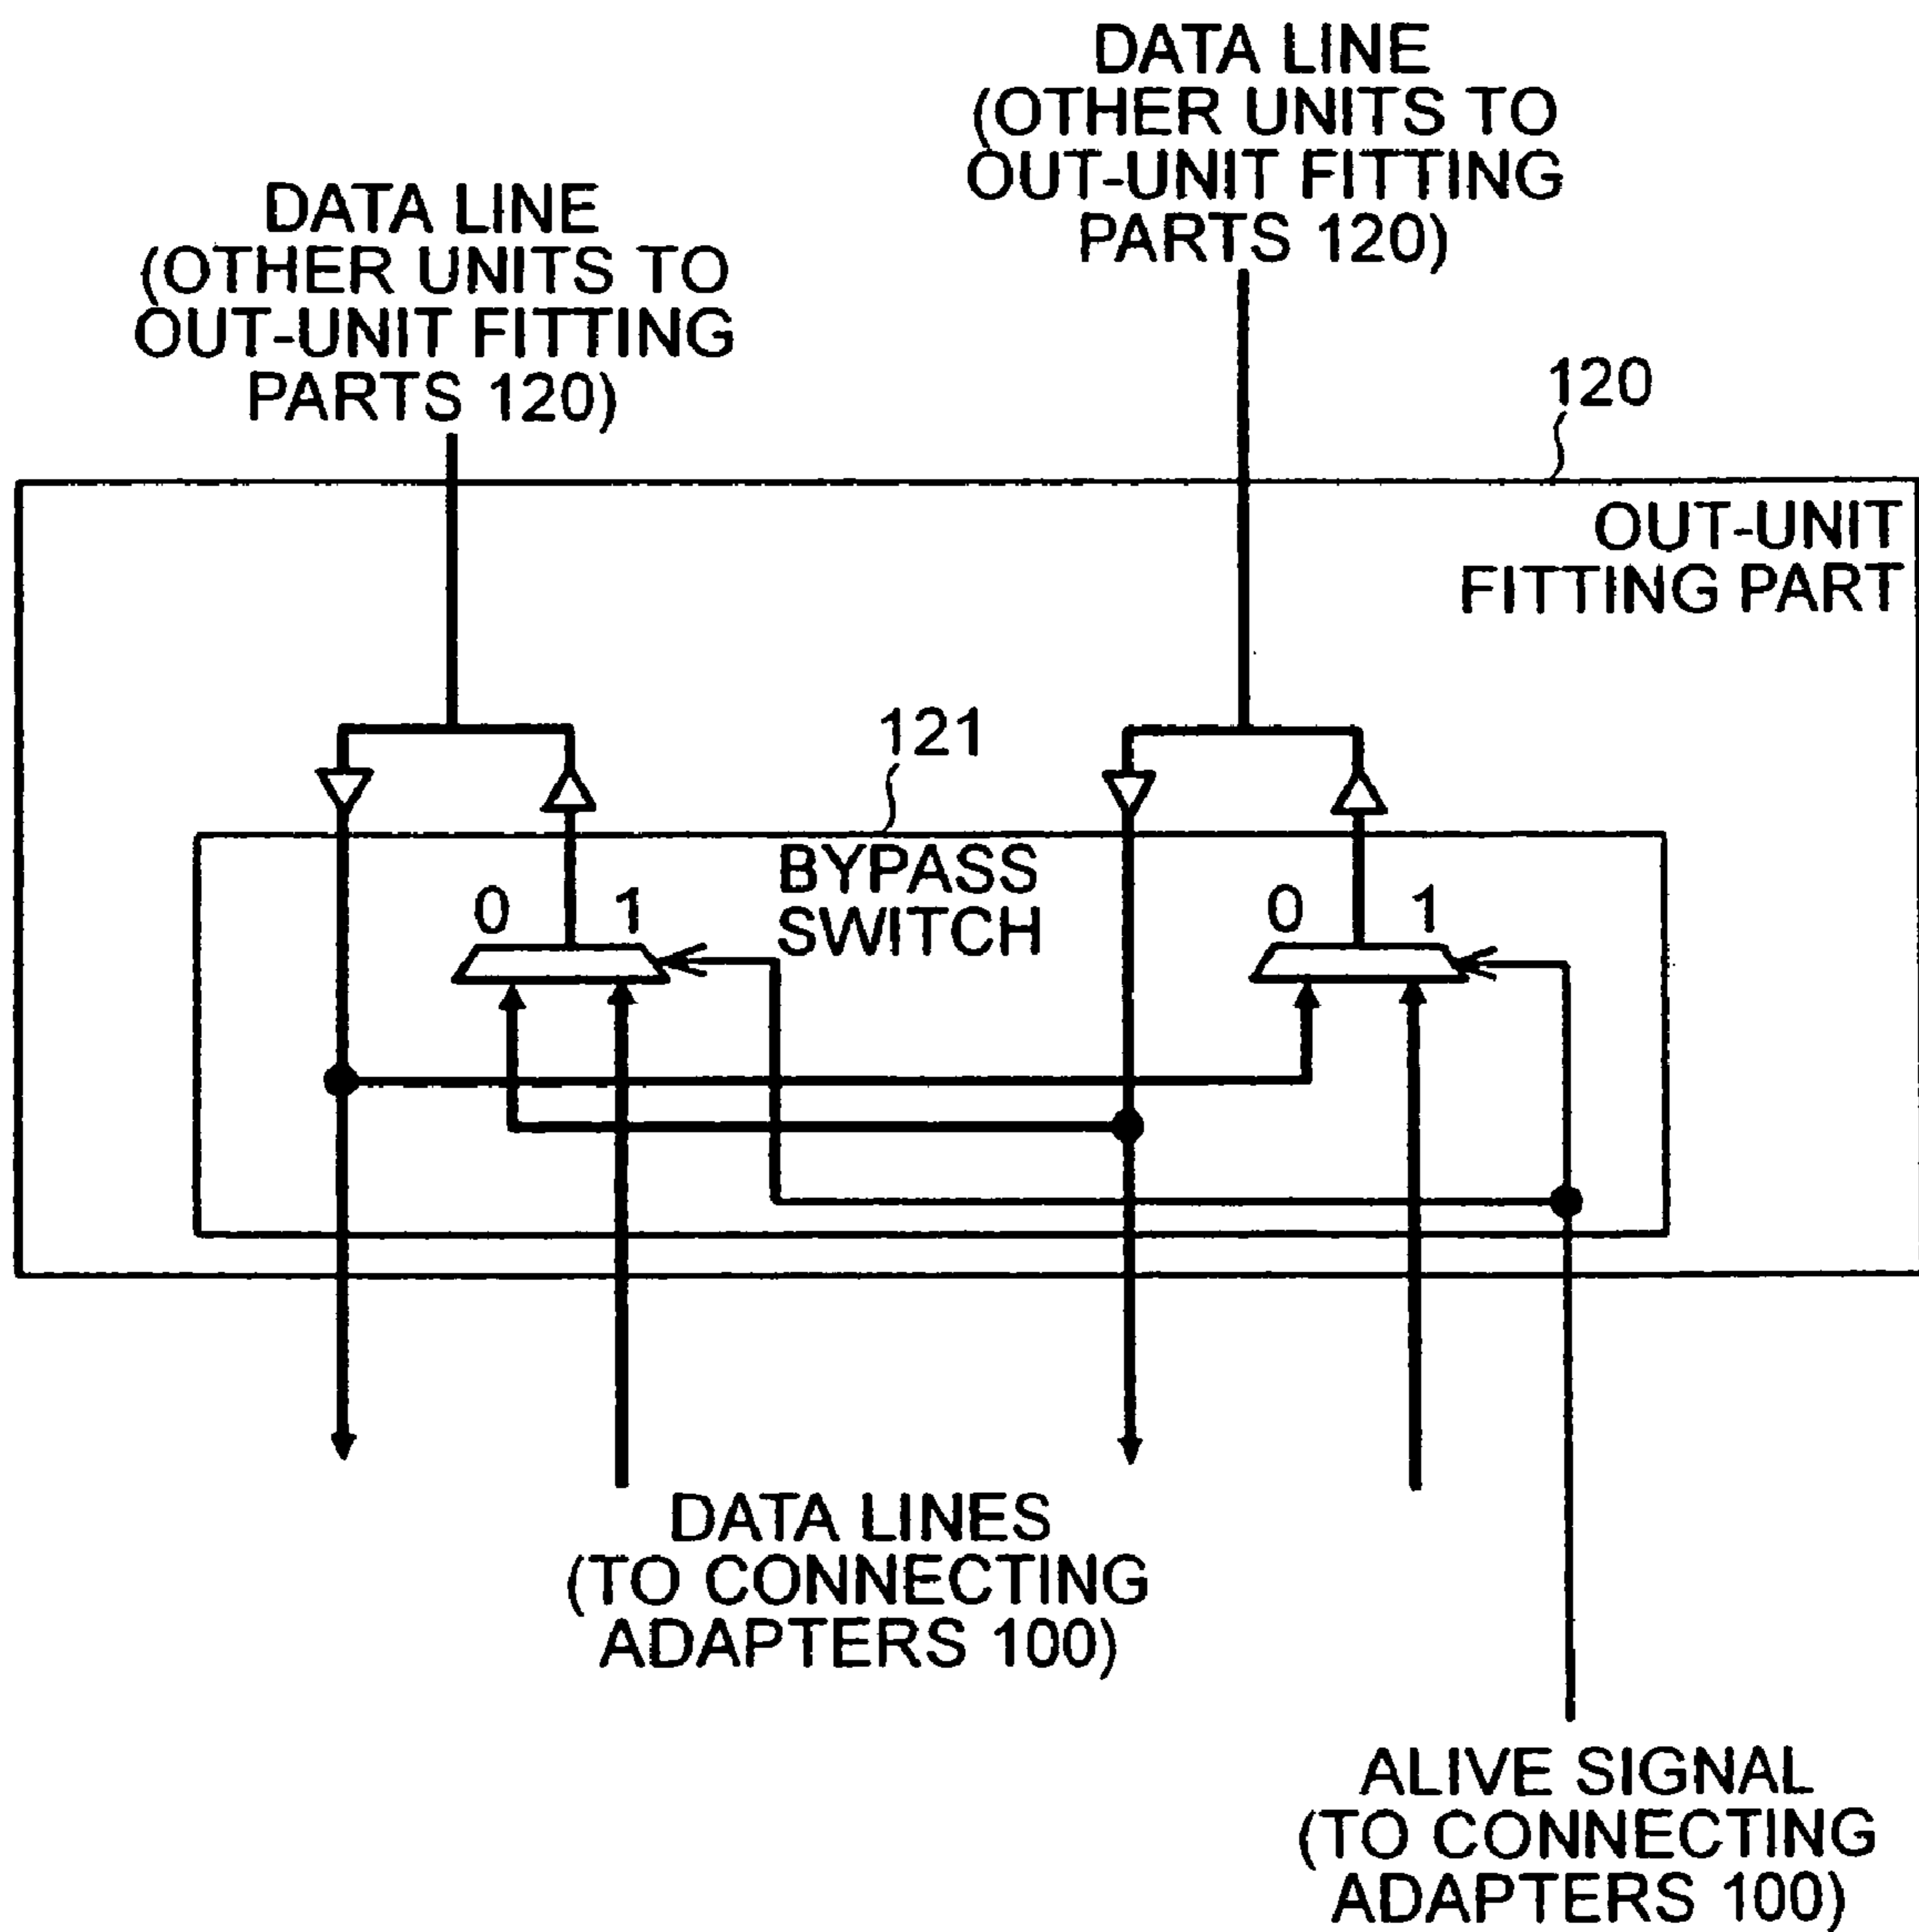 DATA LINE
(OTHER UNITS TO
OUT-UNIT FITTING
PARTS 120)
DATA LINE
(OTHER UNITS TO
OUT-UNIT FITTING
PARTS 120)
120
OUT-UNIT
FITTING PART
121
BYPASS
SWITCH
0 1
0 1
DATA LINES
(TO CONNECTING
ADAPTERS 100)
ALIVE SIGNAL
(TO CONNECTING
ADAPTERS 100)